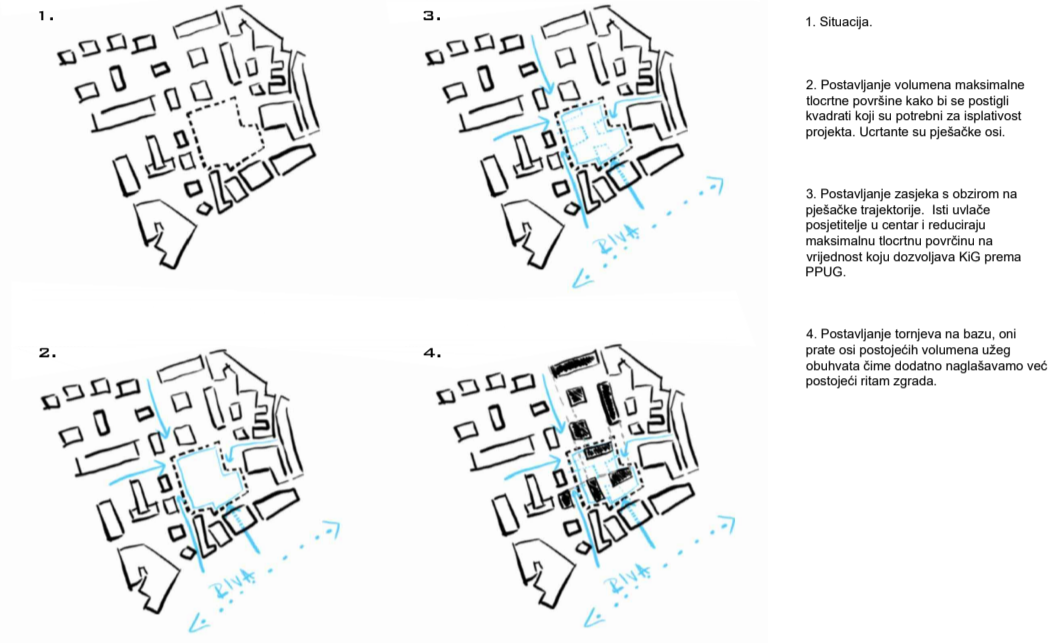 1.
3.
RIVA
2.
RIVA
4.
RIVA
1. Situacija.
2. Postavljanje volumena maksimalne
tlocrtne površine kako bi se postigli
kvadrati koji su potrebni za isplativost
projekta. Ucrtante su pješačke osi.
3. Postavljanje zasjeka s obzirom na
pješačke trajektorije. Isti uvlače
posjetitelje u centar i reduciraju
maksimalnu tlocrtnu povrčinu na
vrijednost koju dozvoljava KiG prema
PPUG.
4. Postavljanje tornjeva na bazu, oni
prate osi postojećih volumena užeg
obuhvata čime dodatno naglašavamo već
postojeći ritam zgrada.